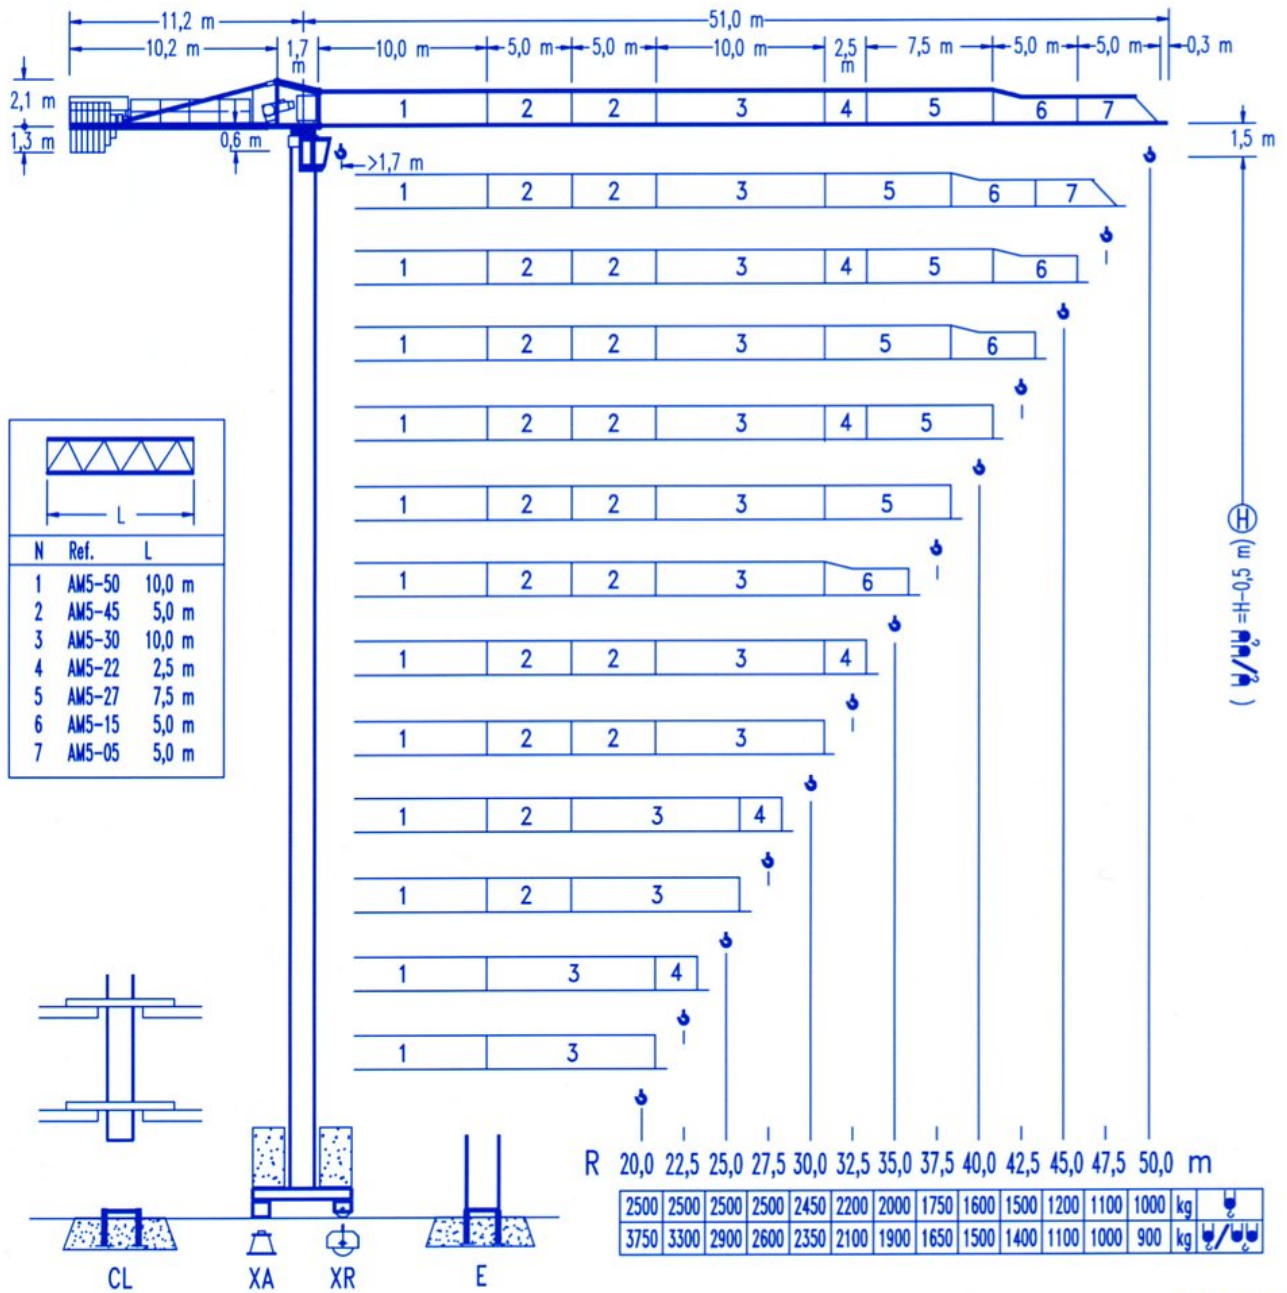 11,2 m 51,0 m
10,2 m 1,7 m 10,0 m 5,0 m 5,0 m 10,0 m 2,5 m 7,5 m 5,0 m 5,0 m 0,3 m
2,1 m 1 2 2 3 4 5 6 7
1,3 m 0,6 m 1,5 m
>1,7 m
1 2 2 3 5 6 7
1 2 2 3 4 5 6
1 2 2 3 5 6
1 2 2 3 4 5
1 2 2 3 5
1 2 2 3 6
1 2 2 3 4
1 2 2 3
1 2 3 4
1 2 3
1 3 4
1 3
L
N Ref. L
1 AM5-50 10,0 m
2 AM5-45 5,0 m
3 AM5-30 10,0 m
4 AM5-22 2,5 m
5 AM5-27 7,5 m
6 AM5-15 5,0 m
7 AM5-05 5,0 m
H
( / =H-0,5 m)
R 20,0 22,5 25,0 27,5 30,0 32,5 35,0 37,5 40,0 42,5 45,0 47,5 50,0 m
2500 2500 2500 2500 2450 2200 2000 1750 1600 1500 1200 1100 1000 kg
3750 3300 2900 2600 2350 2100 1900 1650 1500 1400 1100 1000 900 kg /
CL XA XR E